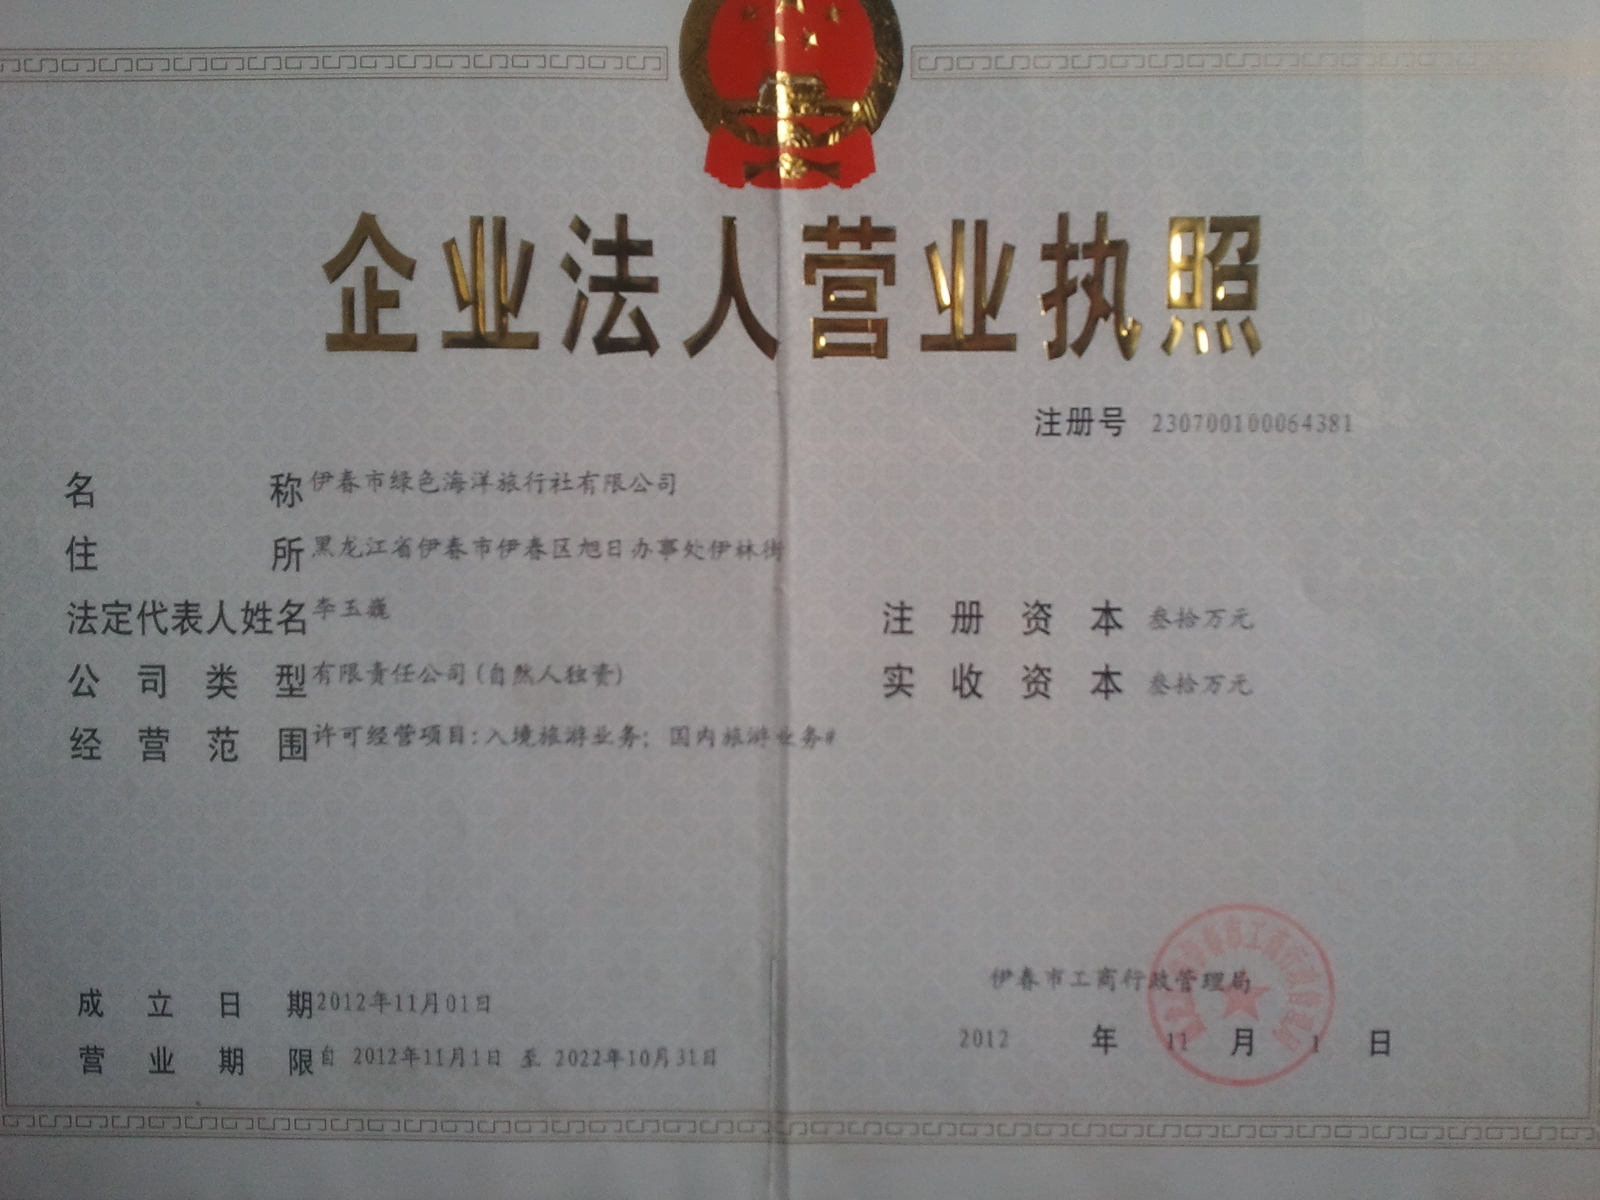 企业法人营业执照
注册号 230700100064381
名称 伊春市绿色海洋旅行社有限公司
住所 黑龙江省伊春市伊春区旭日办事处伊林街
法定代表人姓名 李玉巍
注册资本 叁拾万元
公司类型 有限责任公司(自然人独资)
实收资本 叁拾万元
经营范围 许可经营项目:入境旅游业务; 国内旅游业务#
伊春市工商行政管理局
成立日期 2012年11月01日
2012 年 11 月 1 日
营业期限 自 2012年11月1日 至 2022年10月31日